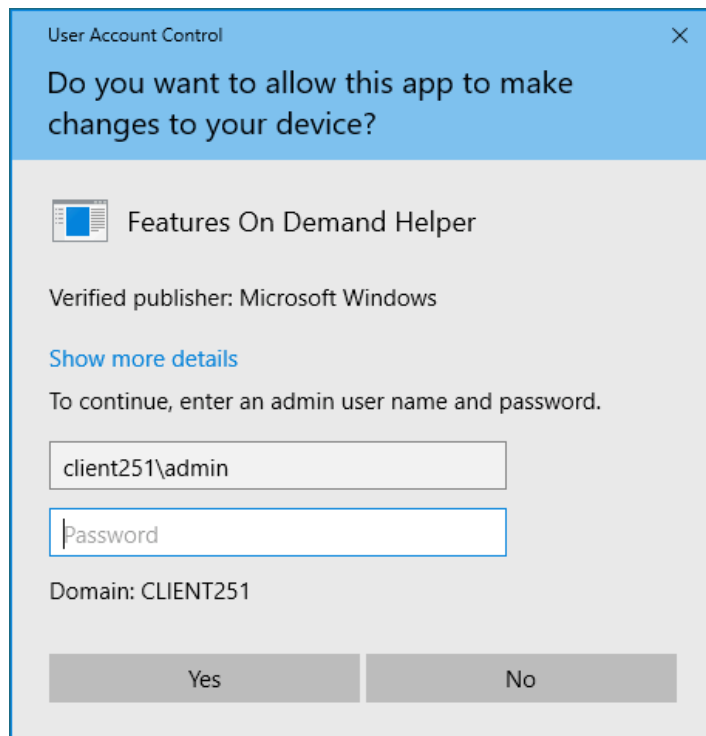 User Account Control
Do you want to allow this app to make
changes to your device?
Features On Demand Helper
Verified publisher: Microsoft Windows
Show more details
To continue, enter an admin user name and password.
client251\admin
Password
Domain: CLIENT251
Yes No